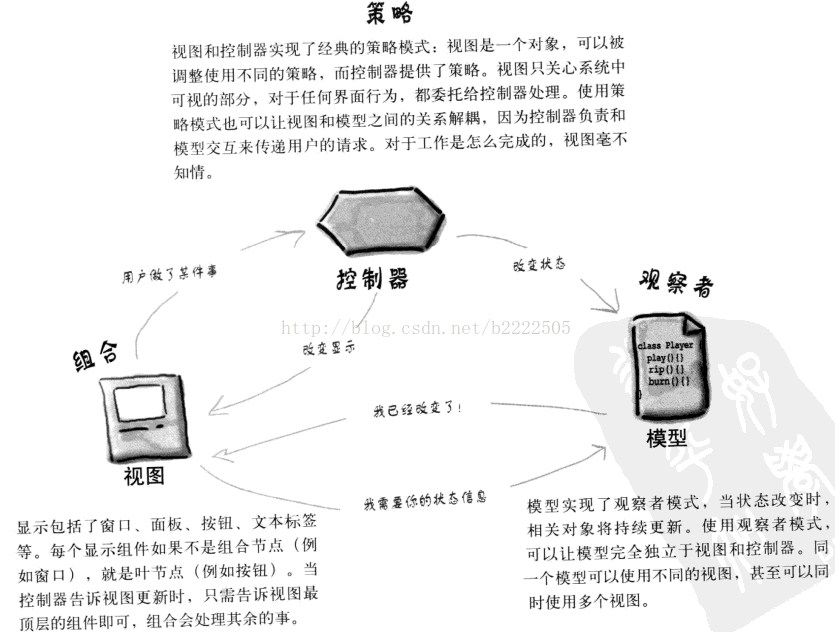 策略
视图和控制器实现了经典的策略模式：视图是一个对象，可以被
调整使用不同的策略，而控制器提供了策略。视图只关心系统中
可视的部分，对于任何界面行为，都委托给控制器处理。使用策
略模式也可以让视图和模型之间的关系解耦，因为控制器负责和
模型交互来传递用户的请求。对于工作是怎么完成的，视图毫不
知情。
用户做了某件事
控制器
改变状态
观察者
http://blog.csdn.net/b2222505
class Player {
play(){}
rip(){}
burn(){}
}
改变显示
组合
我已经改变了！
模型
视图
我需要你的状态信息
显示包括了窗口、面板、按钮、文本标签
等。每个显示组件如果不是组合节点（例
如窗口），就是叶节点（例如按钮）。当
控制器告诉视图更新时，只需告诉视图最
顶层的组件即可，组合会处理其余的事。
模型实现了观察者模式，当状态改变时，
相关对象将持续更新。使用观察者模式，
可以让模型完全独立于视图和控制器。同
一个模型可以使用不同的视图，甚至可以同
时使用多个视图。